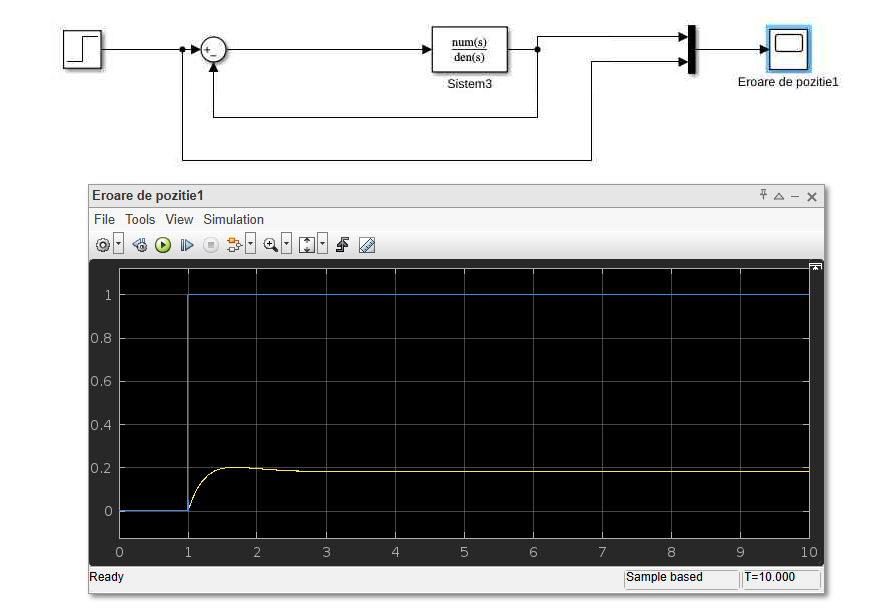 +
_
num(s)
den(s)
Sistem3
Eroare de pozitie1
Eroare de pozitie1
File Tools View Simulation
1
0.8
0.6
0.4
0.2
0
0 1 2 3 4 5 6 7 8 9 10
Ready Sample based T=10.000